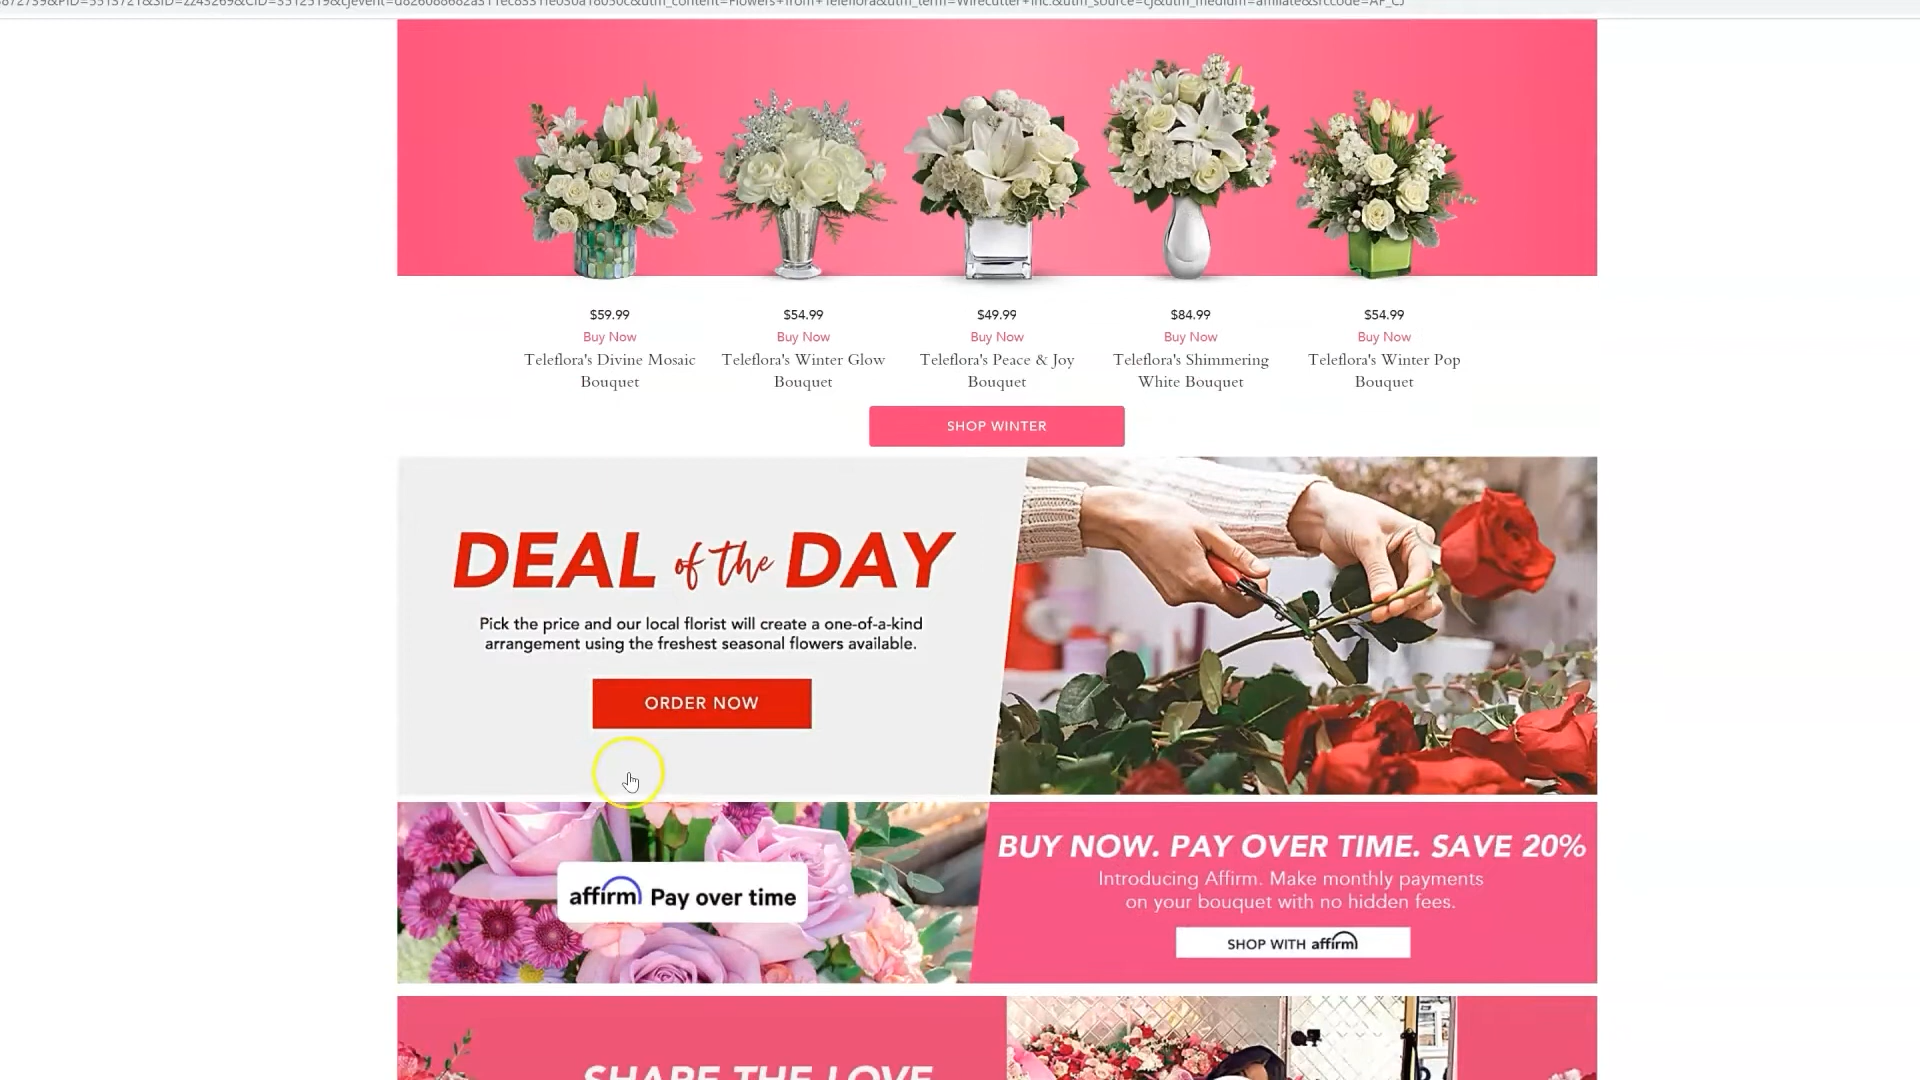 $59.99
Buy Now
Teleflora's Divine Mosaic
Bouquet
$54.99
Buy Now
Teleflora's Winter Glow
Bouquet
$49.99
Buy Now
Teleflora's Peace & Joy
Bouquet
$84.99
Buy Now
Teleflora's Shimmering
White Bouquet
$54.99
Buy Now
Teleflora's Winter Pop
Bouquet
SHOP WINTER
DEAL of the DAY
Pick the price and our local florist will create a one-of-a-kind
arrangement using the freshest seasonal flowers available.
ORDER NOW
affirm Pay over time
BUY NOW. PAY OVER TIME. SAVE 20%
Introducing Affirm. Make monthly payments
on your bouquet with no hidden fees.
SHOP WITH affirm
SHARE THE LOVE